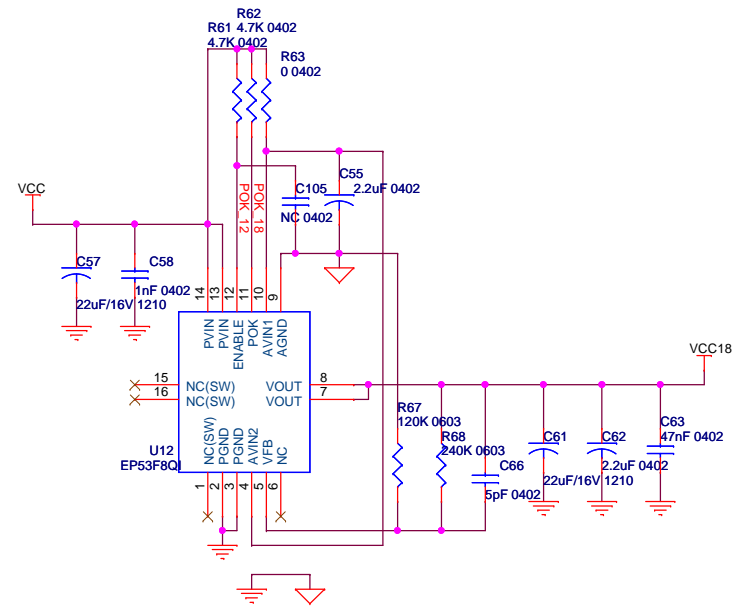 R62
R61 4.7K 0402
4.7K 0402
R63
0 0402
VCC
C55
2.2uF 0402
C105
NC 0402
POK_12
POK_18
C57
22uF/16V 1210
C58
1nF 0402
14
13
12
11
10
9
PVIN
PVIN
ENABLE
POK
AVIN1
AGND
15
16
NC(SW)
NC(SW)
VOUT
VOUT
8
7
VCC18
U12
EP53F8QI
NC(SW)
PGND
PGND
AVIN2
VFB
NC
1
2
3
4
5
6
R67
120K 0603
R68
240K 0603
C66
5pF 0402
C61
22uF/16V 1210
C62
2.2uF 0402
C63
47nF 0402